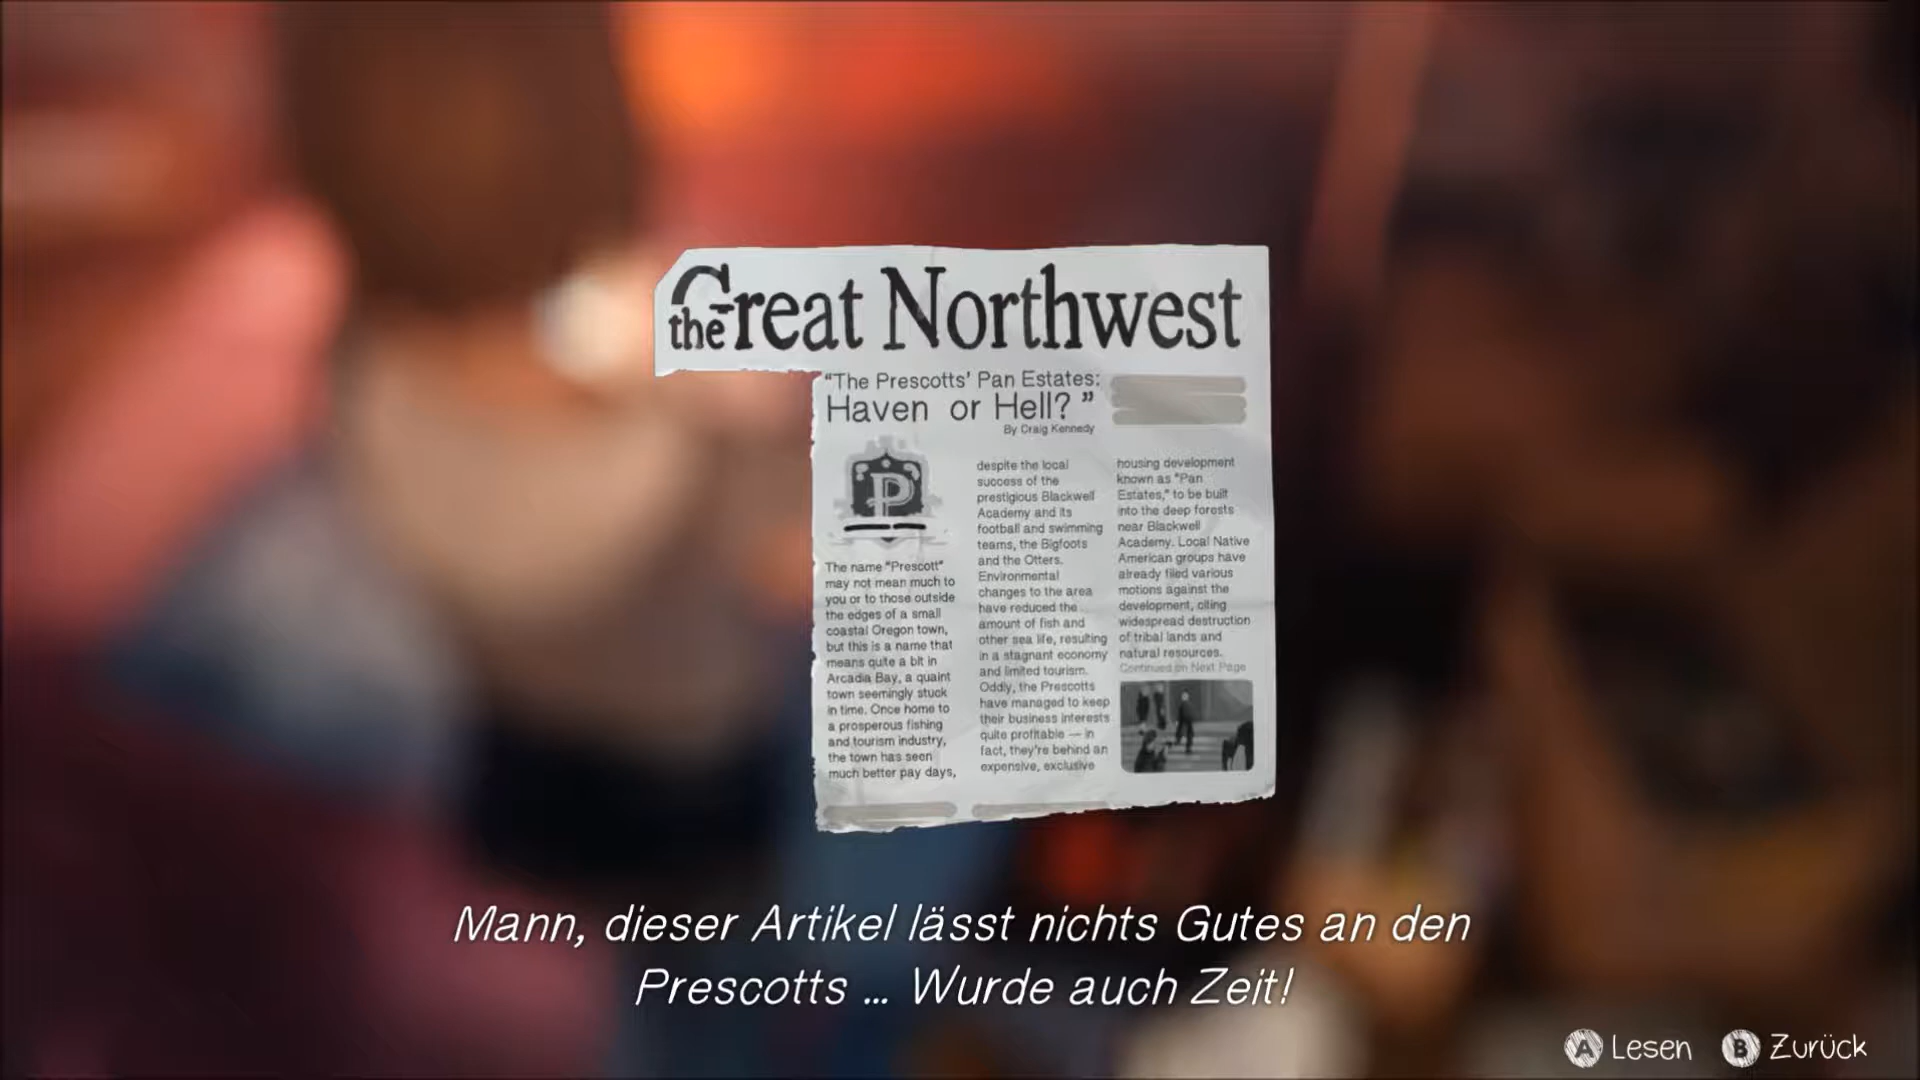 the Great Northwest
"The Prescotts' Pan Estates:
Haven or Hell?"
By Craig Kennedy
P
The name "Prescott"
may not mean much to
you or to those outside
the edges of a small
coastal Oregon town,
but this is a name that
means quite a bit in
Arcadia Bay, a quaint
town seemingly stuck
in time. Once home to
a prosperous fishing
and tourism industry,
the town has seen
much better pay days,
despite the local
success of the
prestigious Blackwell
Academy and its
football and swimming
teams, the Bigfoots
and the Otters.
Environmental
changes to the area
have reduced the
amount of fish and
other sea life, resulting
in a stagnant economy
and limited tourism.
Oddly, the Prescotts
have managed to keep
their business interests
quite profitable — in
fact, they're behind an
expensive, exclusive
housing development
known as "Pan
Estates," to be built
into the deep forests
near Blackwell
Academy. Local Native
American groups have
already filed various
motions against the
development, citing
widespread destruction
of tribal lands and
natural resources.
Continued on Next Page
Mann, dieser Artikel lässt nichts Gutes an den
Prescotts ... Wurde auch Zeit!
A Lesen B Zurück